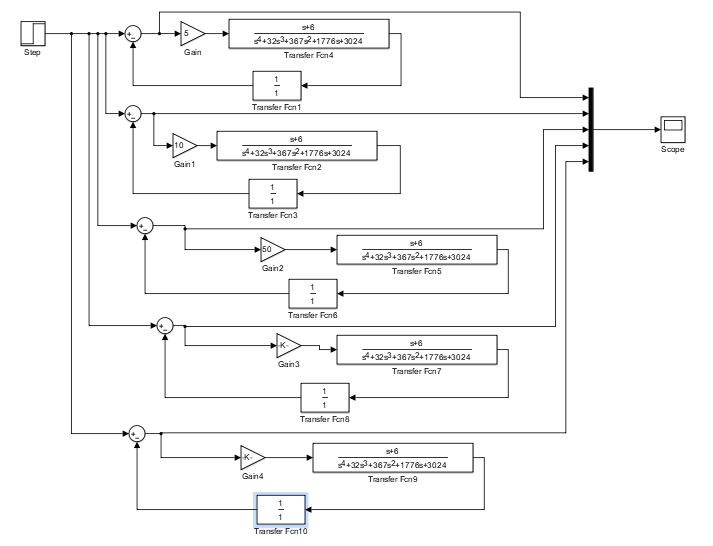 Step
+
_
5
Gain
s+6
s⁴+32s³+367s²+1776s+3024
Transfer Fcn4
1
1
Transfer Fcn1
+
_
10
Gain1
s+6
s⁴+32s³+367s²+1776s+3024
Transfer Fcn2
1
1
Transfer Fcn3
Scope
+
_
50
Gain2
s+6
s⁴+32s³+367s²+1776s+3024
Transfer Fcn5
1
1
Transfer Fcn6
+
_
-K-
Gain3
s+6
s⁴+32s³+367s²+1776s+3024
Transfer Fcn7
1
1
Transfer Fcn8
+
_
-K-
Gain4
s+6
s⁴+32s³+367s²+1776s+3024
Transfer Fcn9
1
1
Transfer Fcn10